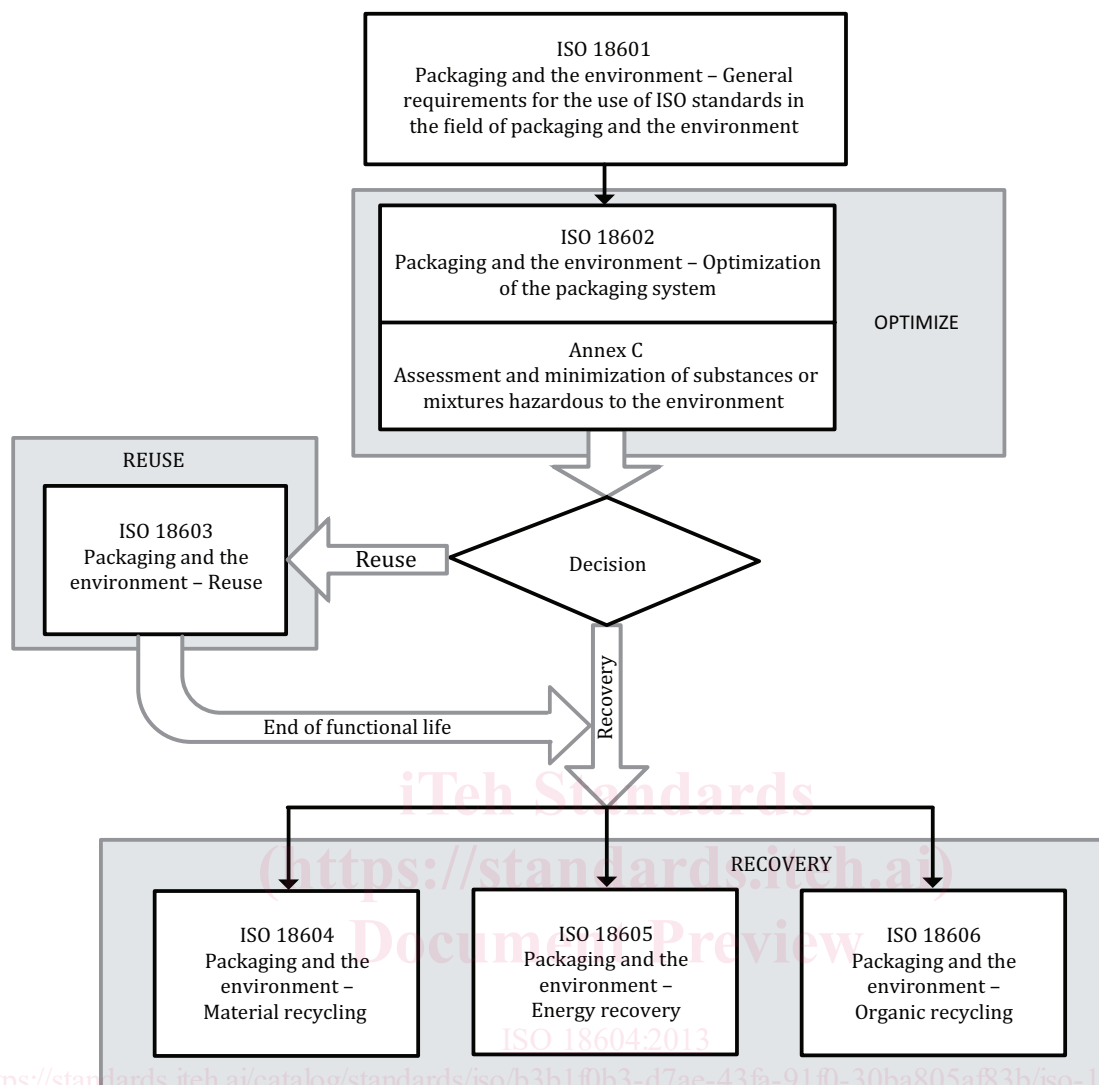 ISO 18601
Packaging and the environment – General
requirements for the use of ISO standards in
the field of packaging and the environment
ISO 18602
Packaging and the environment – Optimization
of the packaging system
OPTIMIZE
Annex C
Assessment and minimization of substances or
mixtures hazardous to the environment
REUSE
ISO 18603
Packaging and the
environment – Reuse
Reuse
Decision
Recovery
End of functional life
iTeh Standards
(https://standards.iteh.ai)
Document Preview
RECOVERY
ISO 18604
Packaging and the
environment –
Material recycling
ISO 18605
Packaging and the
environment –
Energy recovery
ISO 18606
Packaging and the
environment –
Organic recycling
ISO 18604:2013